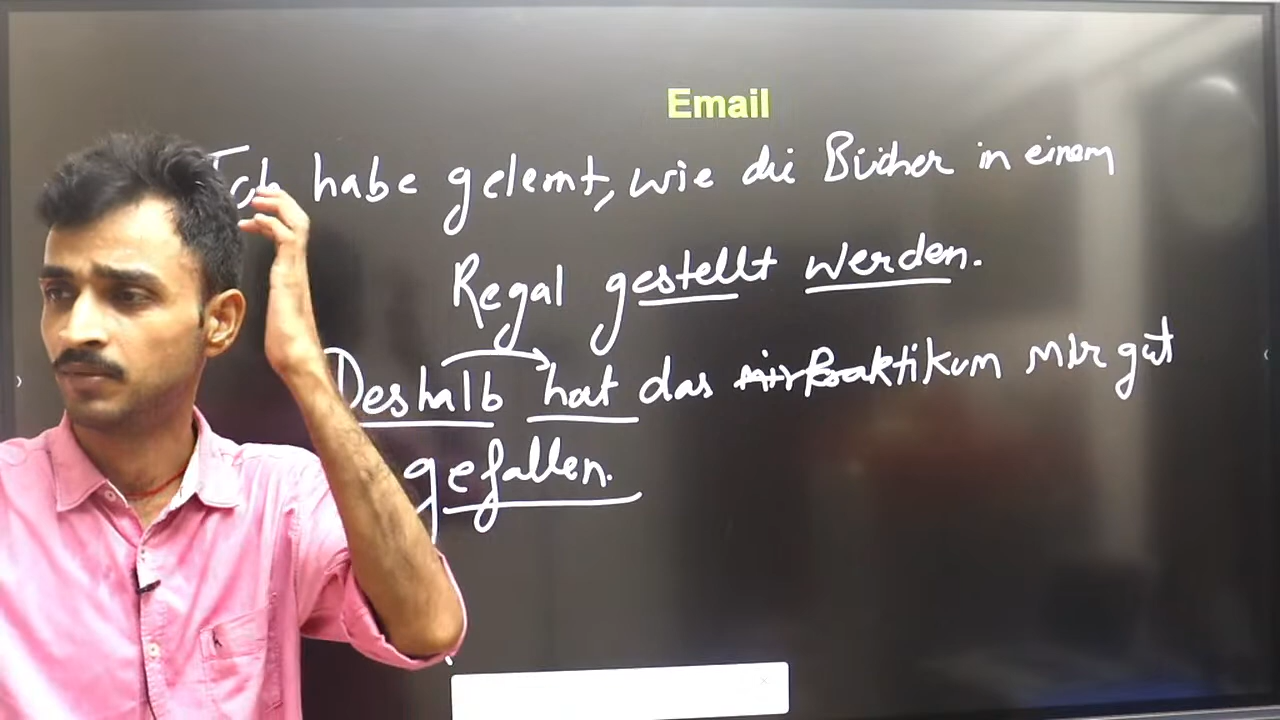 Email
Ich habe gelernt, wie die Bücher in einem
Regal gestellt werden.
Deshalb hat das Praktikum mir gut
gefallen.